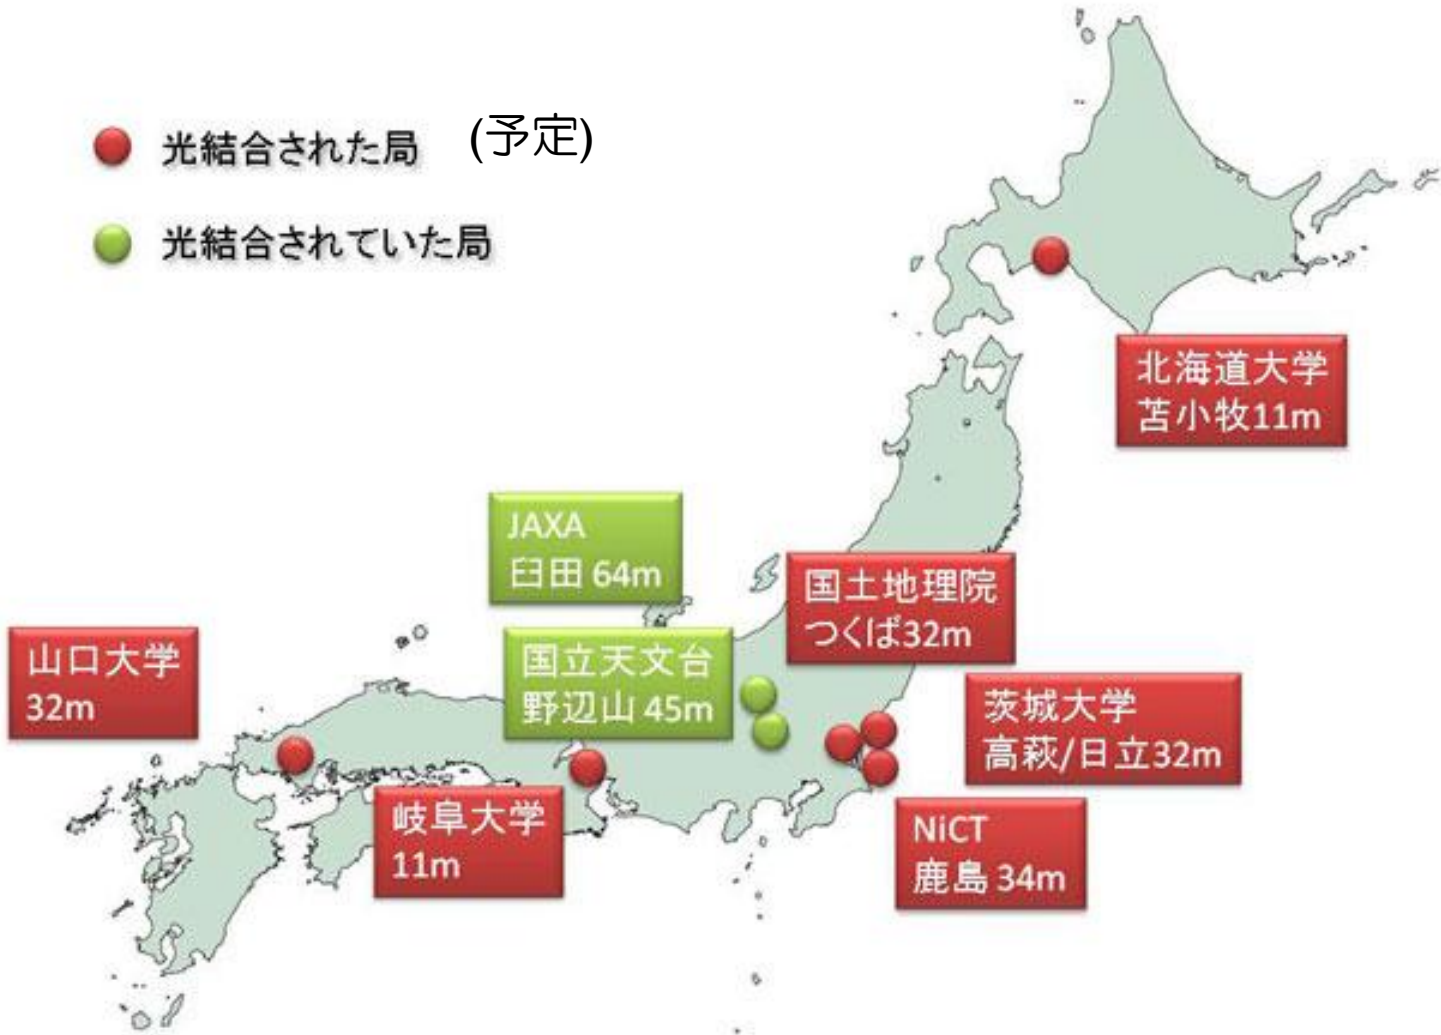 光結合された局 (予定)
光結合されていた局
北海道大学
苫小牧11m
JAXA
臼田 64m
国土地理院
つくば32m
山口大学
32m
国立天文台
野辺山 45m
茨城大学
高萩/日立32m
岐阜大学
11m
NiCT
鹿島 34m